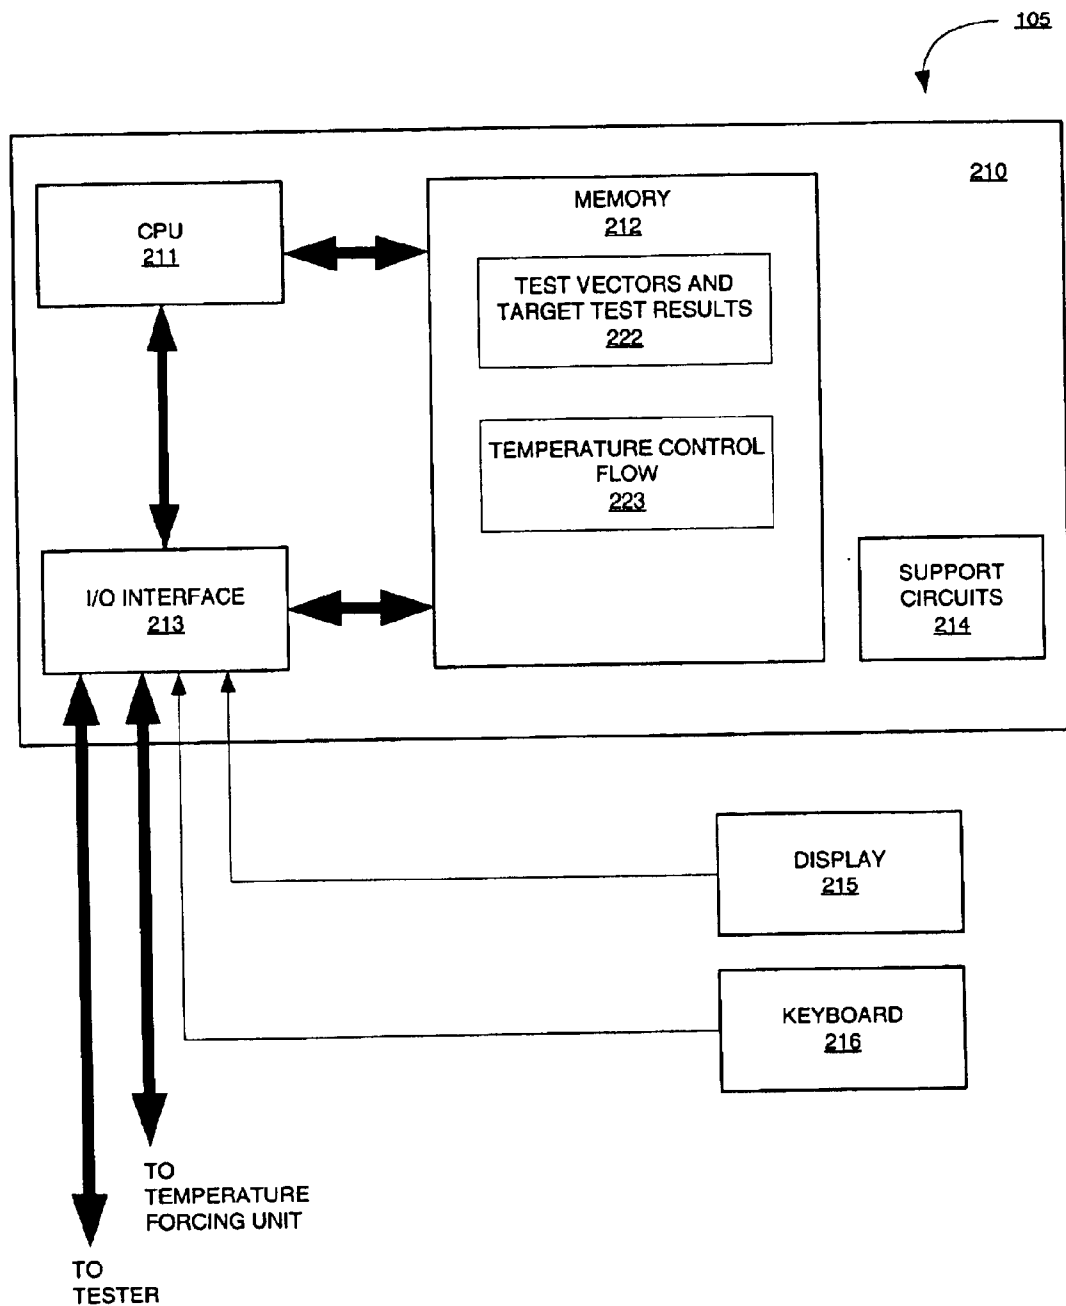 105
210
CPU
211
MEMORY
212
TEST VECTORS AND
TARGET TEST RESULTS
222
TEMPERATURE CONTROL
FLOW
223
I/O INTERFACE
213
SUPPORT
CIRCUITS
214
DISPLAY
215
KEYBOARD
216
TO
TEMPERATURE
FORCING UNIT
TO
TESTER